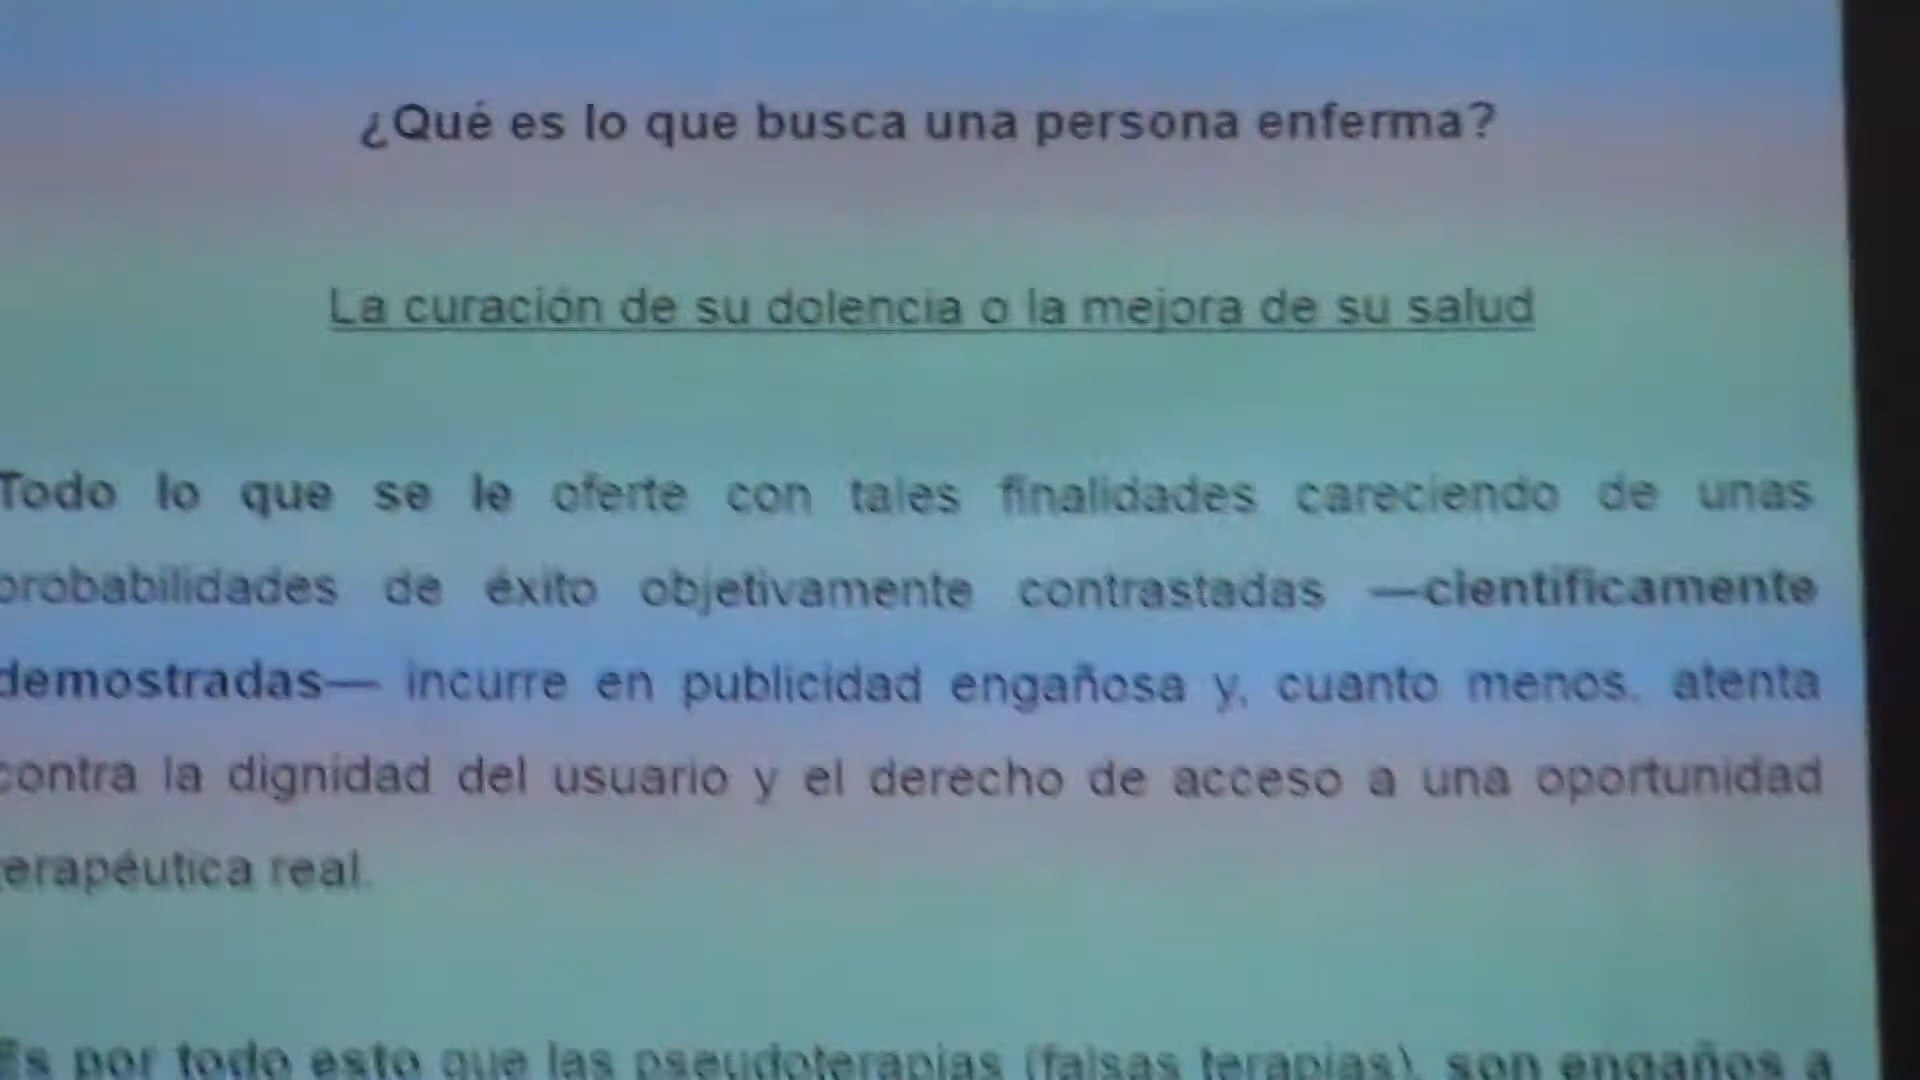 ¿Qué es lo que busca una persona enferma?
La curación de su dolencia o la mejora de su salud
Todo lo que se le oferte con tales finalidades careciendo de unas
probabilidades de éxito objetivamente contrastadas —cientificamente
demostradas— incurre en publicidad engañosa y, cuanto menos, atenta
contra la dignidad del usuario y el derecho de acceso a una oportunidad
terapéutica real.
Es por todo esto que las pseudoterapias (falsas terapias), son engaños a